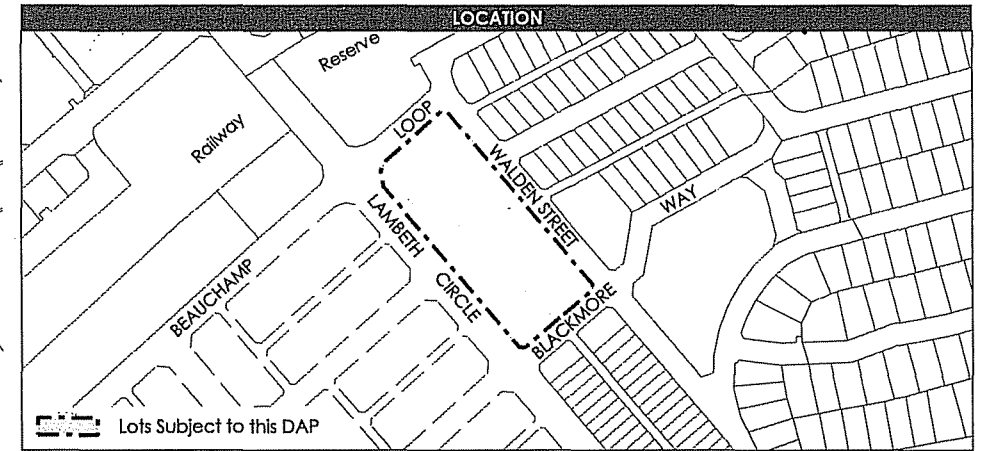 LOCATION
Reserve
Railway
LOOP
WALDEN STREET
WAY
LAMBETH
CIRCLE
BEAUCHAMP
BLACKMORE
Lots Subject to this DAP